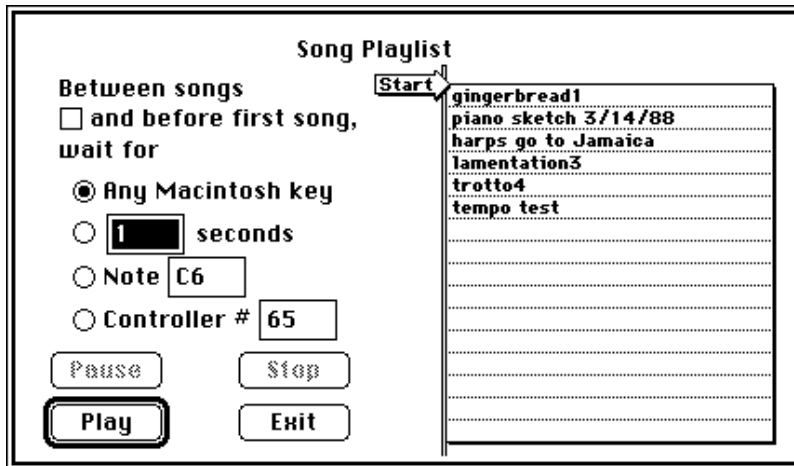 Song Playlist
Between songs
and before first song,
wait for
Any Macintosh key
1 seconds
Note C6
Controller # 65
Pause Stop
Play Exit
Start
gingerbread1
piano sketch 3/14/88
harps go to Jamaica
lamentation3
trotto4
tempo test